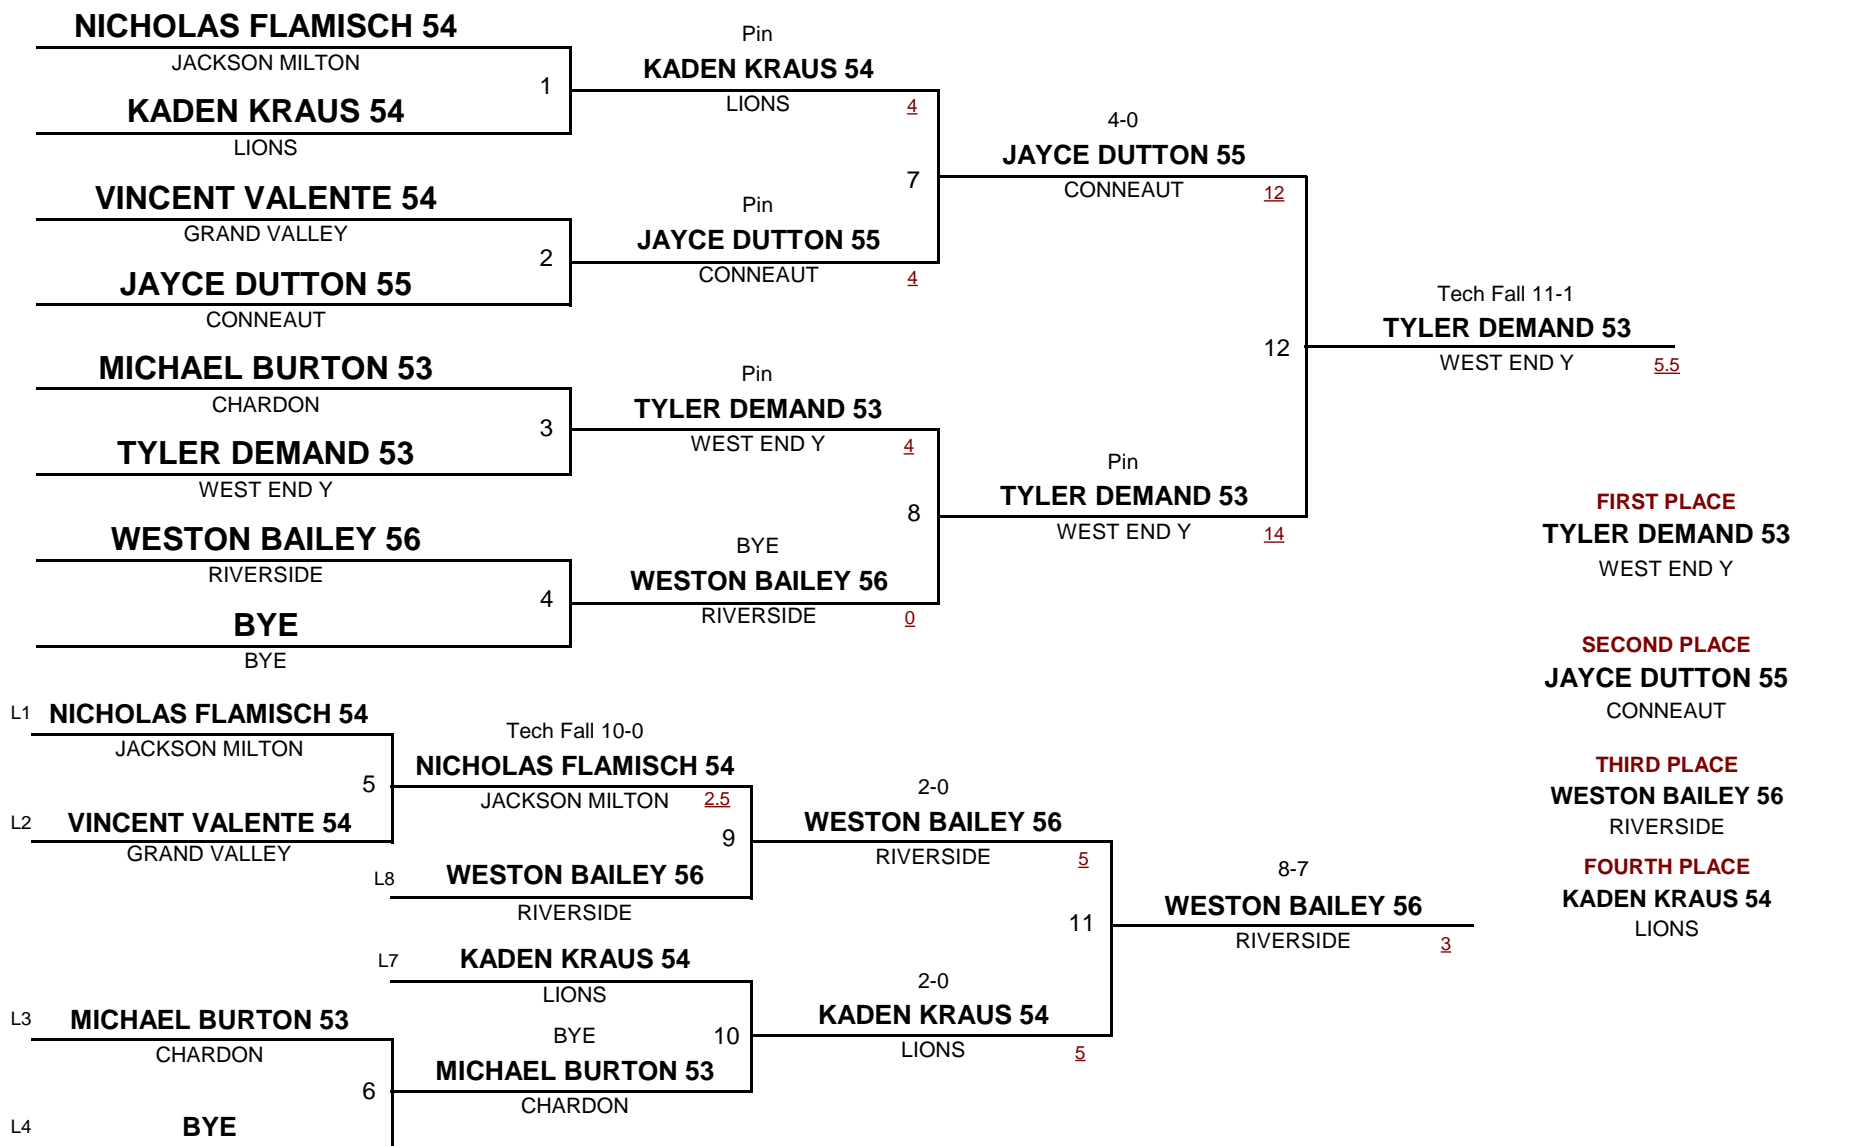 NICHOLAS FLAMISCH 54
JACKSON MILTON
1
KADEN KRAUS 54
LIONS
VINCENT VALENTE 54
GRAND VALLEY
2
JAYCE DUTTON 55
CONNEAUT
MICHAEL BURTON 53
CHARDON
3
TYLER DEMAND 53
WEST END Y
WESTON BAILEY 56
RIVERSIDE
4
BYE
BYE
Pin
KADEN KRAUS 54
LIONS 4
7
Pin
JAYCE DUTTON 55
CONNEAUT 4
Pin
TYLER DEMAND 53
WEST END Y 4
8
BYE
WESTON BAILEY 56
RIVERSIDE 0
4-0
JAYCE DUTTON 55
CONNEAUT 12
12
Pin
TYLER DEMAND 53
WEST END Y 14
Tech Fall 11-1
TYLER DEMAND 53
WEST END Y 5.5
FIRST PLACE
TYLER DEMAND 53
WEST END Y
SECOND PLACE
JAYCE DUTTON 55
CONNEAUT
THIRD PLACE
WESTON BAILEY 56
RIVERSIDE
FOURTH PLACE
KADEN KRAUS 54
LIONS
L1 NICHOLAS FLAMISCH 54
JACKSON MILTON
5
L2 VINCENT VALENTE 54
GRAND VALLEY
Tech Fall 10-0
NICHOLAS FLAMISCH 54
JACKSON MILTON 2.5
9
L8 WESTON BAILEY 56
RIVERSIDE
L7 KADEN KRAUS 54
LIONS
L3 MICHAEL BURTON 53
CHARDON
6
L4 BYE
BYE
10
MICHAEL BURTON 53
CHARDON
2-0
WESTON BAILEY 56
RIVERSIDE 5
11
2-0
KADEN KRAUS 54
LIONS 5
8-7
WESTON BAILEY 56
RIVERSIDE 3